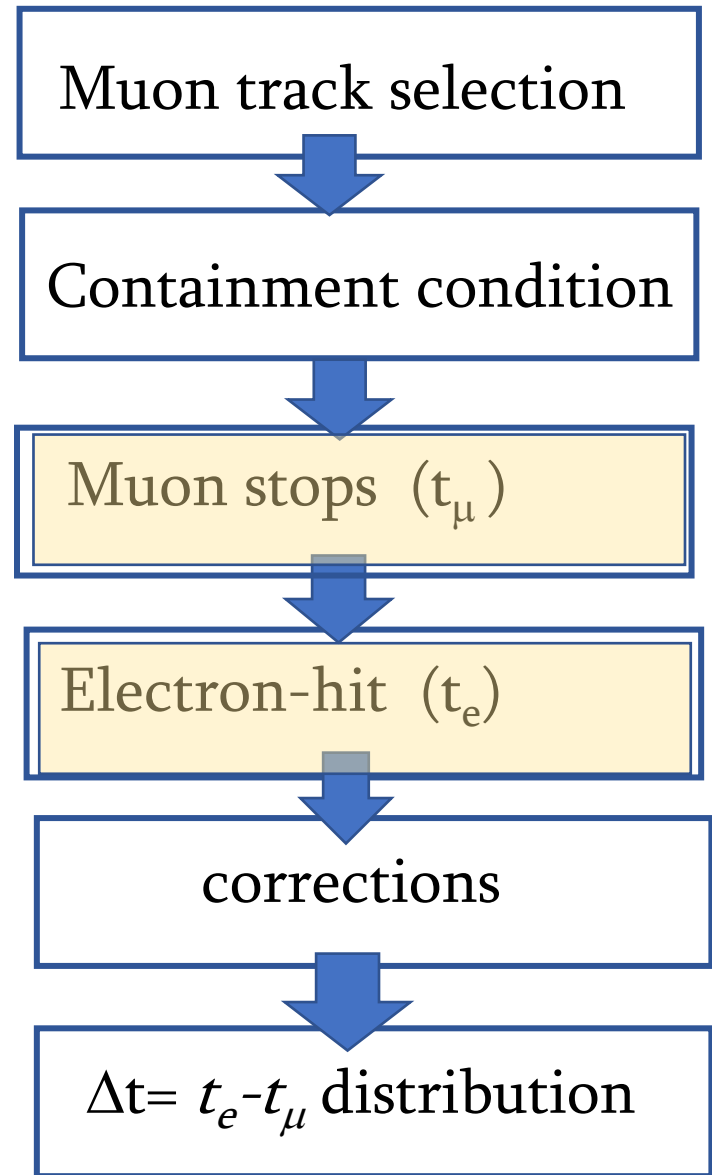 Muon track selection
Containment condition
Muon stops (tμ )
Electron-hit (te)
corrections
Δt= te-tμ distribution